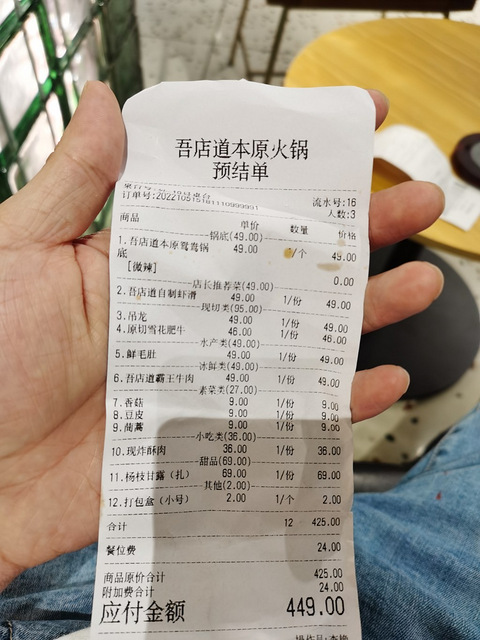 吾店道本原火锅
预结单
流水号:16
人数:3
商品 单价 数量 价格
锅底(49.00)
1.吾店道本原鸳鸯锅底 49.00 1/个 49.00
[微辣] 0.00
店长推荐菜(49.00)
2.吾店道自制虾滑 49.00 1/份 49.00
现切类(95.00)
3.吊龙 49.00 1/份 49.00
4.原切雪花肥牛 46.00 1/份 46.00
水产类(49.00)
5.鲜毛肚 49.00 1/份 49.00
冰鲜类(49.00)
6.吾店道霸王牛肉 49.00 1/份 49.00
素菜类(27.00)
7.香菇 9.00 1/份 9.00
8.豆皮 9.00 1/份 9.00
9.茼蒿 9.00 1/份 9.00
小吃类(36.00)
10.现炸酥肉 36.00 1/份 36.00
甜品(69.00)
11.杨枝甘露（扎） 69.00 1/份 69.00
其他(2.00)
12.打包盒（小号） 2.00 1/个 2.00
合计 12 425.00
餐位费 24.00
商品原价合计 425.00
附加费合计 24.00
应付金额 449.00